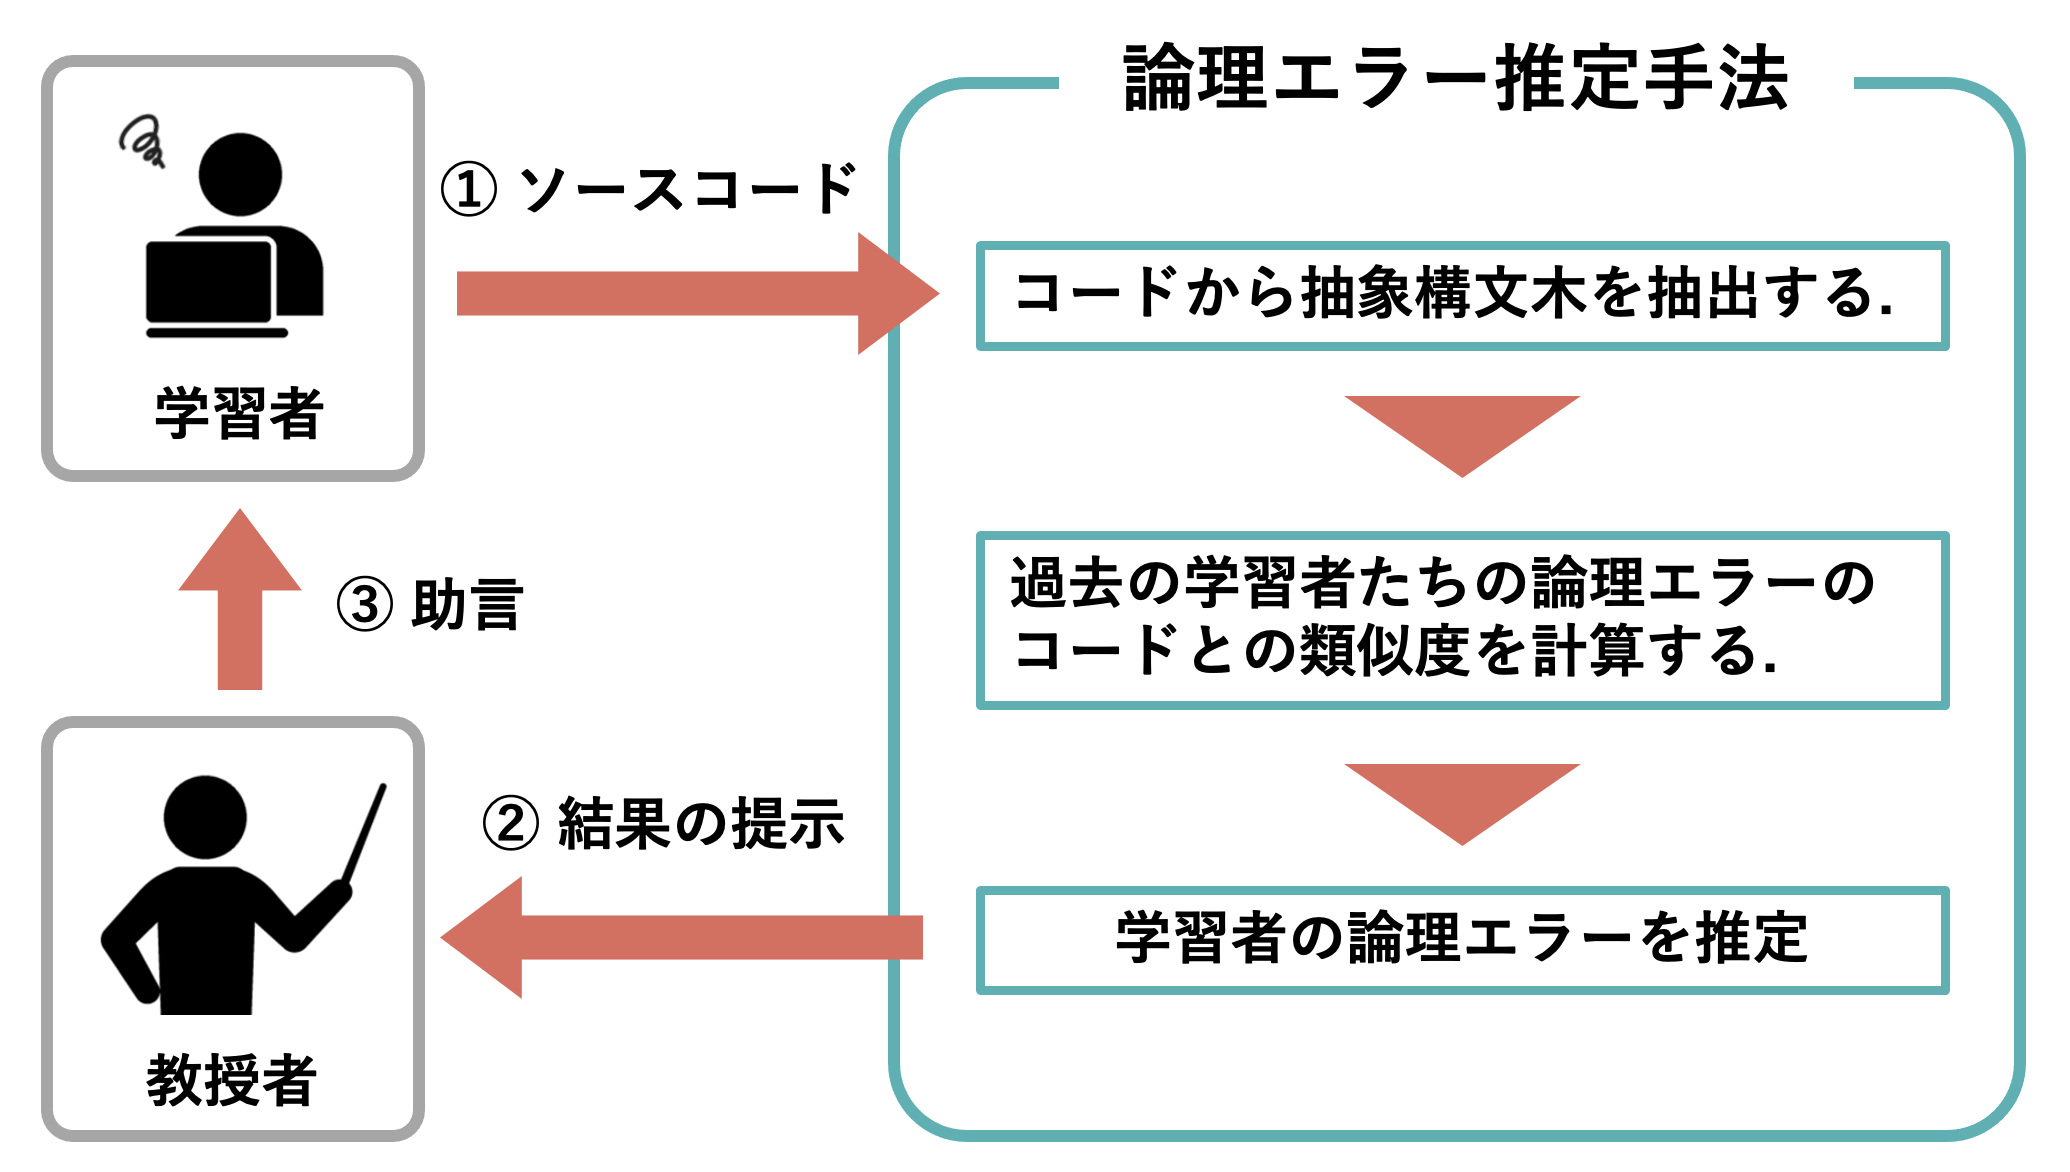 論理エラー推定手法
① ソースコード
学習者
コードから抽象構文木を抽出する.
過去の学習者たちの論理エラーの
コードとの類似度を計算する.
学習者の論理エラーを推定
② 結果の提示
③ 助言
教授者